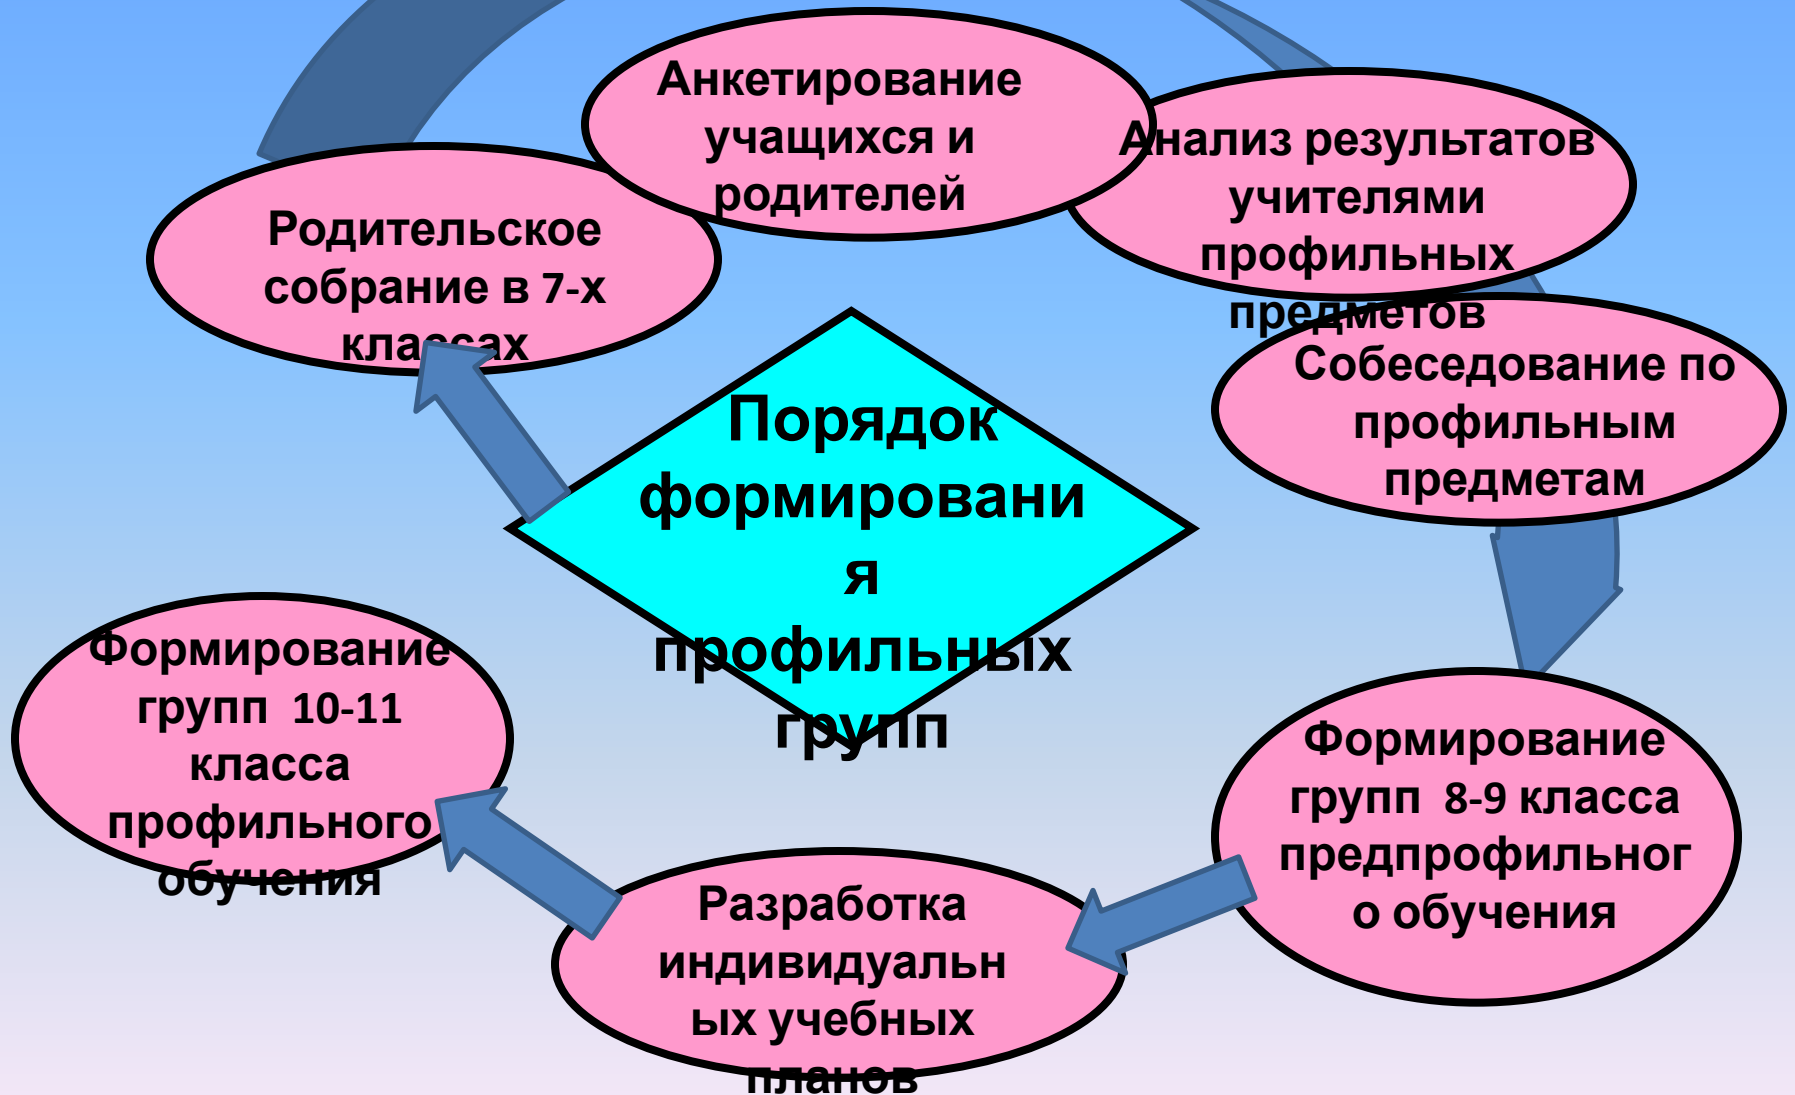 Анкетирование
учащихся и
родителей
Анализ результатов
учителями
профильных
предметов
Родительское
собрание в 7-х
классах
Собеседование по
профильным
предметам
Порядок
формировани
я
профильных
групп
Формирование
групп  10-11
класса
профильного
обучения
Формирование
групп  8-9 класса
предпрофильног
о обучения
Разработка
индивидуальн
ых учебных
планов